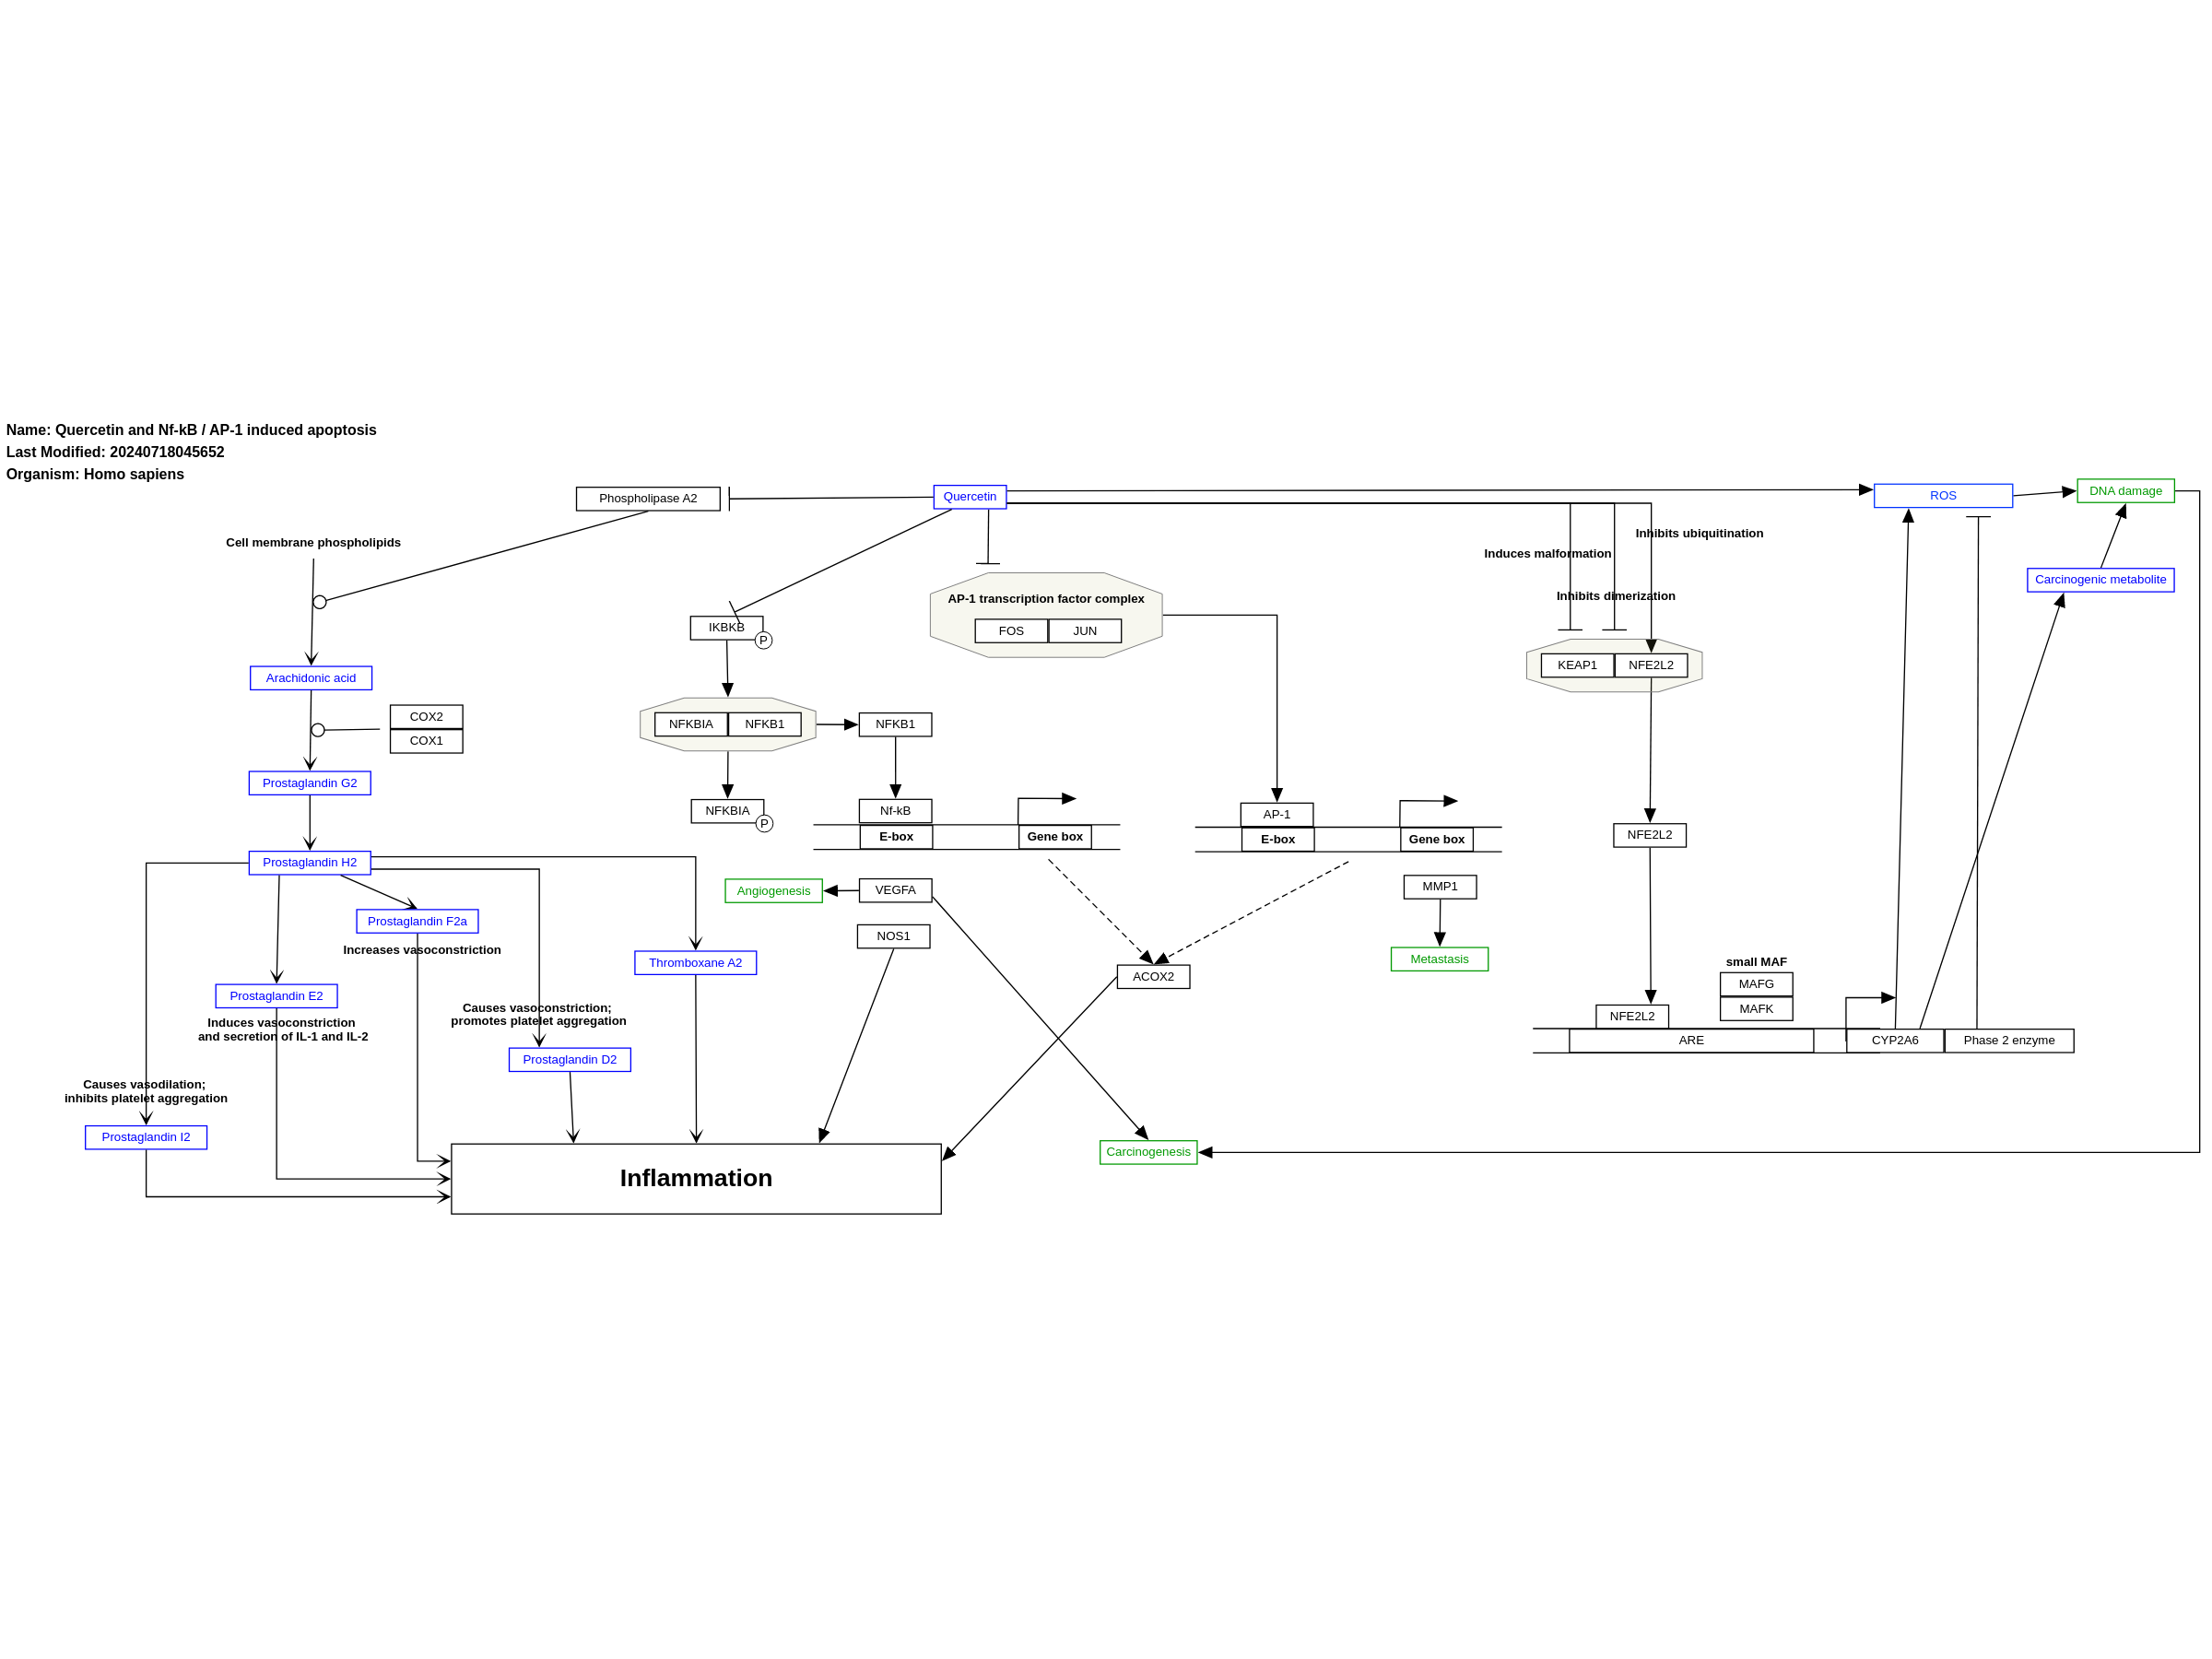 Name: Quercetin and Nf-kB / AP-1 induced apoptosis
Last Modified: 20240718045652
Organism: Homo sapiens
Phospholipase A2
Quercetin
ROS
DNA damage
Cell membrane phospholipids
Inhibits ubiquitination
Induces malformation
Carcinogenic metabolite
Inhibits dimerization
AP-1 transcription factor complex
FOS
JUN
IKBKB
P
KEAP1
NFE2L2
Arachidonic acid
COX2
COX1
NFKBIA
NFKB1
NFKB1
Prostaglandin G2
NFKBIA
P
Nf-kB
E-box
Gene box
AP-1
E-box
Gene box
NFE2L2
Prostaglandin H2
Angiogenesis
VEGFA
MMP1
Prostaglandin F2a
Increases vasoconstriction
NOS1
Thromboxane A2
ACOX2
Metastasis
small MAF
MAFG
MAFK
Prostaglandin E2
Induces vasoconstriction
and secretion of IL-1 and IL-2
Causes vasoconstriction;
promotes platelet aggregation
NFE2L2
ARE
CYP2A6
Phase 2 enzyme
Prostaglandin D2
Causes vasodilation;
inhibits platelet aggregation
Prostaglandin I2
Carcinogenesis
Inflammation